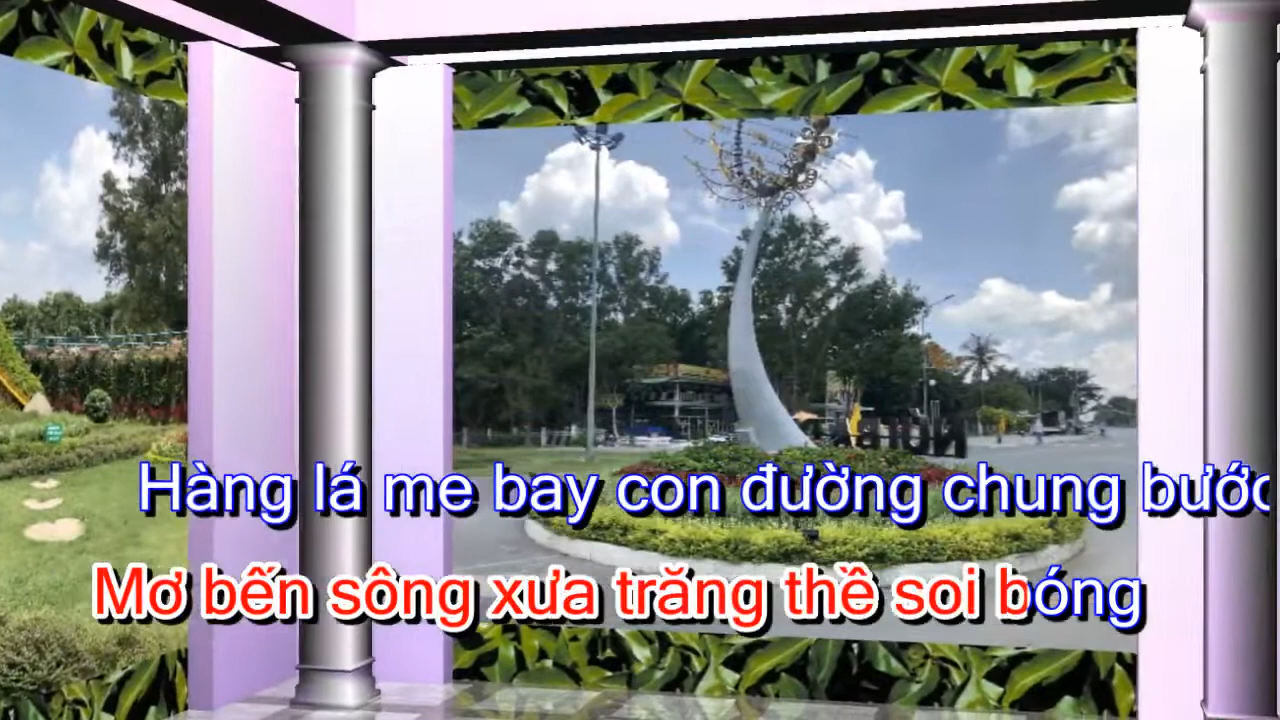 Hàng lá me bay con đường chung bước
Mơ bến sông xưa trăng thề soi bóng